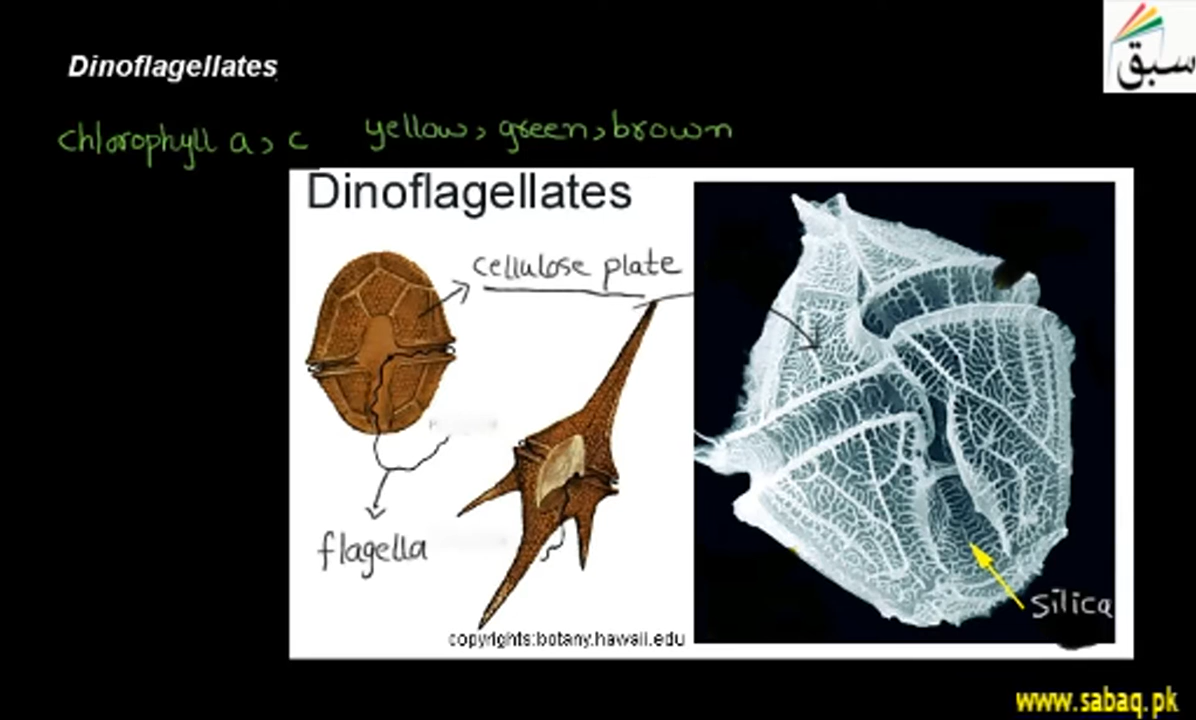 سبق
Dinoflagellates
chlorophyll a, c yellow, green, brown
Dinoflagellates
cellulose plate
flagella
silica
copyrights:botany.hawaii.edu
www.sabaq.pk